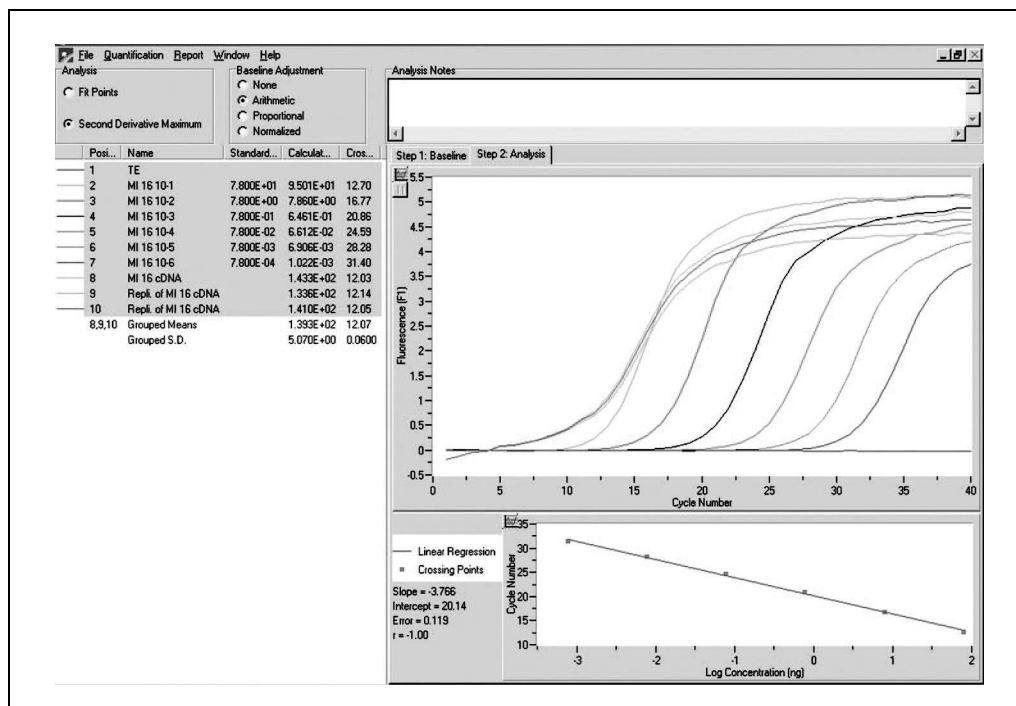 File Quantification Report Window Help
Analysis
Fit Points
Second Derivative Maximum
Baseline Adjustment
None
Arithmetic
Proportional
Normalized
Analysis Notes
Posi... Name Standard... Calculat... Cros...
1 TE
2 MI 16 10-1 7.800E+01 9.501E+01 12.70
3 MI 16 10-2 7.800E+00 7.860E+00 16.77
4 MI 16 10-3 7.800E-01 6.461E-01 20.86
5 MI 16 10-4 7.800E-02 6.612E-02 24.59
6 MI 16 10-5 7.800E-03 6.906E-03 28.28
7 MI 16 10-6 7.800E-04 1.022E-03 31.40
8 MI 16 cDNA 1.433E+02 12.03
9 Repli. of MI 16 cDNA 1.336E+02 12.14
10 Repli. of MI 16 cDNA 1.410E+02 12.05
8,9,10 Grouped Means 1.393E+02 12.07
Grouped S.D. 5.070E+00 0.0600
Step 1: Baseline Step 2: Analysis
Fluorescence (F1)
5.5
5
4.5
4
3.5
3
2.5
2
1.5
1
0.5
0
-0.5
0 5 10 15 20 25 30 35 40
Cycle Number
Linear Regression
Crossing Points
Slope = -3.766
Intercept = 20.14
Error = 0.119
r = -1.00
Cycle Number
35
30
25
20
15
10
-3 -2 -1 0 1 2
Log Concentration (ng)